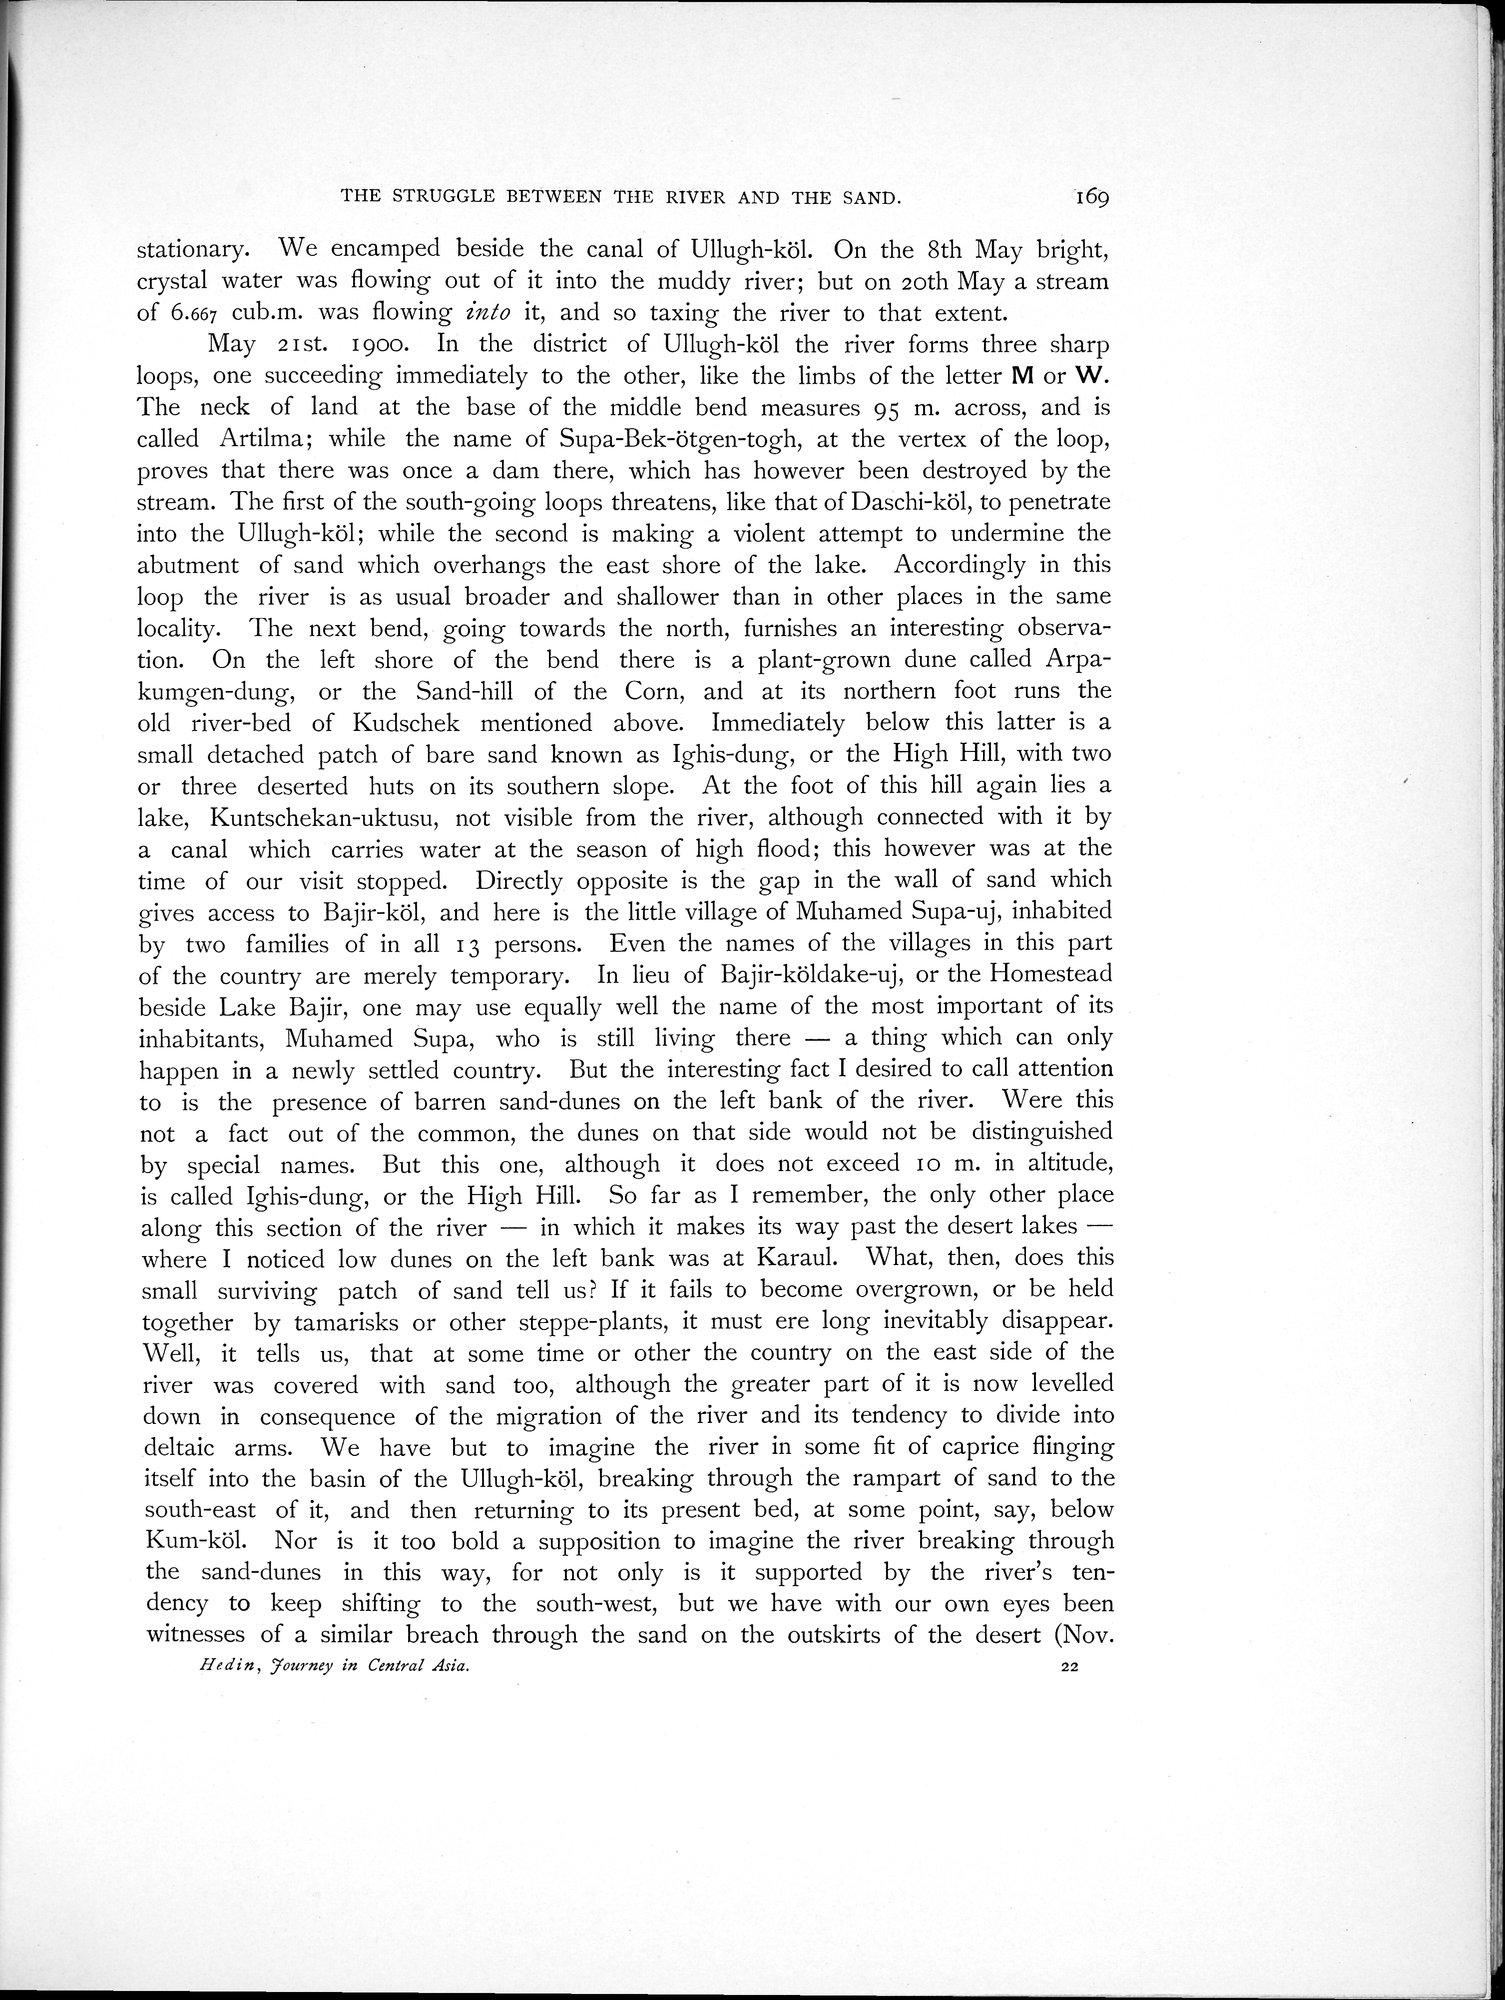 THE STRUGGLE BETWEEN THE RIVER AND THE SAND. 169
stationary. We encamped beside the canal of Ullugh-köl. On the 8th May bright,
crystal water was flowing out of it into the muddy river; but on 20th May a stream
of 6.667 cub.m. was flowing into it, and so taxing the river to that extent.
May 21st. 1900. In the district of Ullugh-köl the river forms three sharp
loops, one succeeding immediately to the other, like the limbs of the letter M or W.
The neck of land at the base of the middle bend measures 95 m. across, and is
called Artilma; while the name of Supa-Bek-ötgen-togh, at the vertex of the loop,
proves that there was once a dam there, which has however been destroyed by the
stream. The first of the south-going loops threatens, like that of Daschi-köl, to penetrate
into the Ullugh-köl; while the second is making a violent attempt to undermine the
abutment of sand which overhangs the east shore of the lake. Accordingly in this
loop the river is as usual broader and shallower than in other places in the same
locality. The next bend, going towards the north, furnishes an interesting observa-
tion. On the left shore of the bend there is a plant-grown dune called Arpa-
kumgen-dung, or the Sand-hill of the Corn, and at its northern foot runs the
old river-bed of Kudschek mentioned above. Immediately below this latter is a
small detached patch of bare sand known as Ighis-dung, or the High Hill, with two
or three deserted huts on its southern slope. At the foot of this hill again lies a
lake, Kuntschekan-uktusu, not visible from the river, although connected with it by
a canal which carries water at the season of high flood; this however was at the
time of our visit stopped. Directly opposite is the gap in the wall of sand which
gives access to Bajir-köl, and here is the little village of Muhamed Supa-uj, inhabited
by two families of in all 13 persons. Even the names of the villages in this part
of the country are merely temporary. In lieu of Bajir-köldake-uj, or the Homestead
beside Lake Bajir, one may use equally well the name of the most important of its
inhabitants, Muhamed Supa, who is still living there — a thing which can only
happen in a newly settled country. But the interesting fact I desired to call attention
to is the presence of barren sand-dunes on the left bank of the river. Were this
not a fact out of the common, the dunes on that side would not be distinguished
by special names. But this one, although it does not exceed 10 m. in altitude,
is called Ighis-dung, or the High Hill. So far as I remember, the only other place
along this section of the river — in which it makes its way past the desert lakes —
where I noticed low dunes on the left bank was at Karaul. What, then, does this
small surviving patch of sand tell us? If it fails to become overgrown, or be held
together by tamarisks or other steppe-plants, it must ere long inevitably disappear.
Well, it tells us, that at some time or other the country on the east side of the
river was covered with sand too, although the greater part of it is now levelled
down in consequence of the migration of the river and its tendency to divide into
deltaic arms. We have but to imagine the river in some fit of caprice flinging
itself into the basin of the Ullugh-köl, breaking through the rampart of sand to the
south-east of it, and then returning to its present bed, at some point, say, below
Kum-köl. Nor is it too bold a supposition to imagine the river breaking through
the sand-dunes in this way, for not only is it supported by the river's ten-
dency to keep shifting to the south-west, but we have with our own eyes been
witnesses of a similar breach through the sand on the outskirts of the desert (Nov.
Hedin, Journey in Central Asia. 22